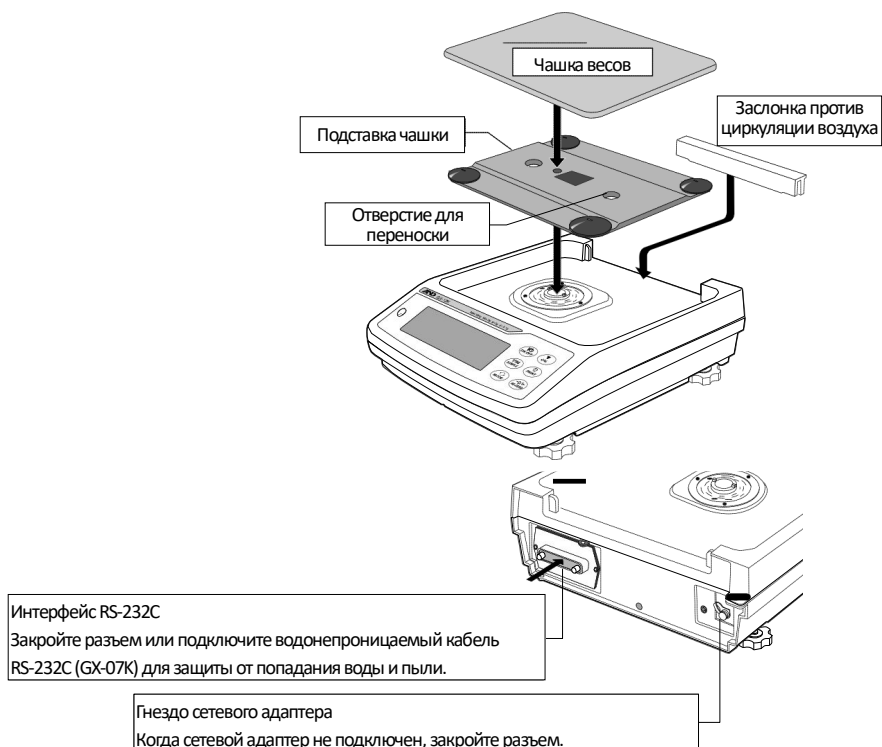 Чашка весов
Заслонка против
циркуляции воздуха
Подставка чашки
Отверстие для
переноски
AND
Интерфейс RS-232C
Закройте разъем или подключите водонепроницаемый кабель
RS-232C (GX-07K) для защиты от попадания воды и пыли.
Гнездо сетевого адаптера
Когда сетевой адаптер не подключен, закройте разъем.